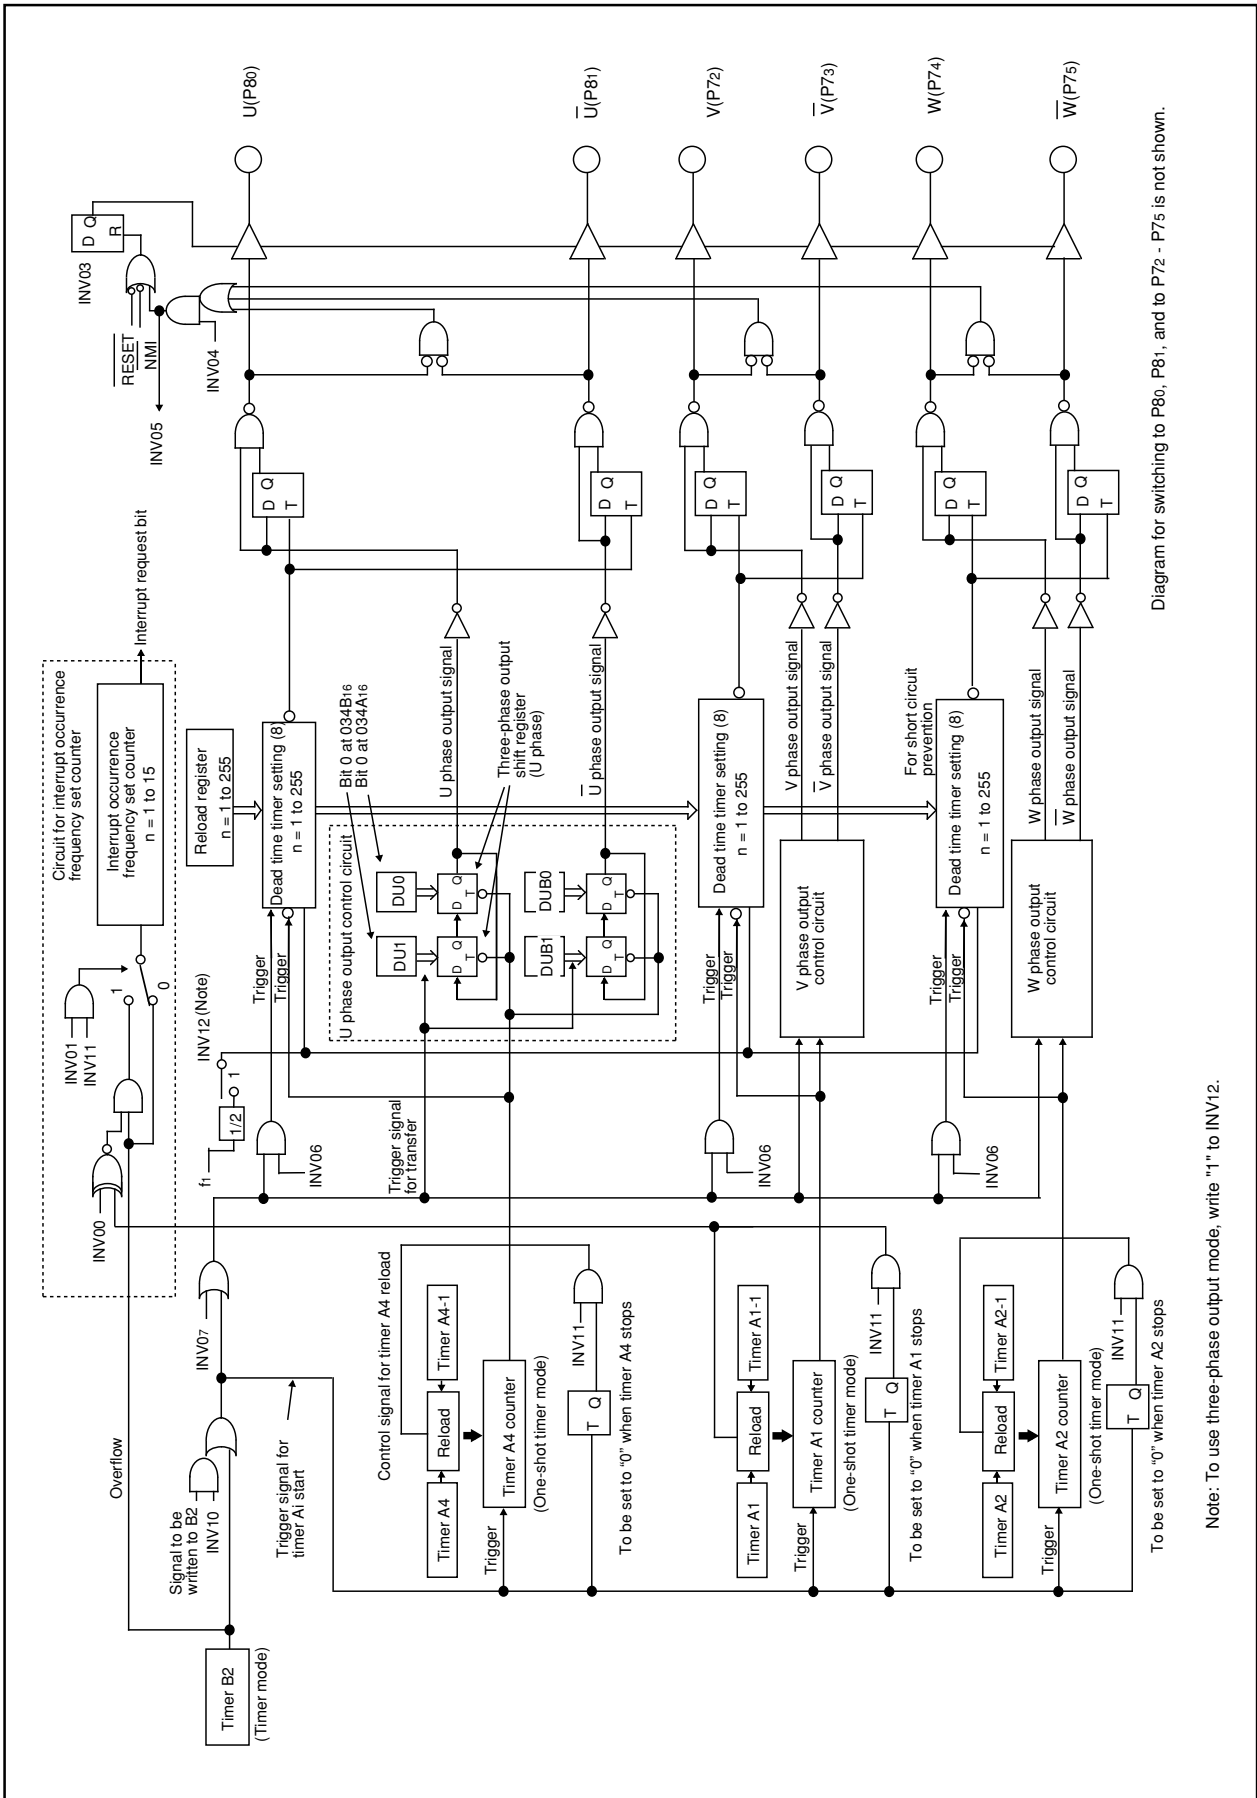 Circuit for interrupt occurrence
frequency set counter
Interrupt occurrence
frequency set counter
n = 1 to 15
Interrupt request bit
INV01
INV11
1
0
INV00
Overflow
Signal to be
written to B2
INV10
INV07
Timer B2
(Timer mode)
Trigger signal for
timer Ai start
INV03
D Q
R
RESET
NMI
INV04
INV05
Reload register
n = 1 to 255
INV12 (Note)
1
1/2
f1
Trigger
Trigger
INV06
Dead time timer setting (8)
n = 1 to 255
D Q
T
U(P80)
Trigger signal
for transfer
U phase output control circuit
Bit 0 at 034B16
Bit 0 at 034A16
DU1
DU0
D Q
T
D Q
T
DUB1
DUB0
D Q
T
D Q
T
Three-phase output
shift register
(U phase)
U phase output signal
U phase output signal
D Q
T
U(P81)
Control signal for timer A4 reload
Timer A4
Reload
Timer A4-1
Trigger
Timer A4 counter
(One-shot timer mode)
T Q
INV11
To be set to “0” when timer A4 stops
Trigger
Trigger
INV06
Dead time timer setting (8)
n = 1 to 255
V phase output
control circuit
V phase output signal
V phase output signal
D Q
T
D Q
T
V(P72)
V(P73)
Timer A1
Reload
Timer A1-1
Trigger
Timer A1 counter
(One-shot timer mode)
T Q
INV11
To be set to “0” when timer A1 stops
Trigger
Trigger
INV06
For short circuit
prevention
Dead time timer setting (8)
n = 1 to 255
W phase output
control circuit
W phase output signal
W phase output signal
D Q
T
D Q
T
W(P74)
W(P75)
Timer A2
Reload
Timer A2-1
Trigger
Timer A2 counter
(One-shot timer mode)
T Q
INV11
To be set to “0” when timer A2 stops
Diagram for switching to P80, P81, and to P72 - P75 is not shown.
Note: To use three-phase output mode, write "1" to INV12.